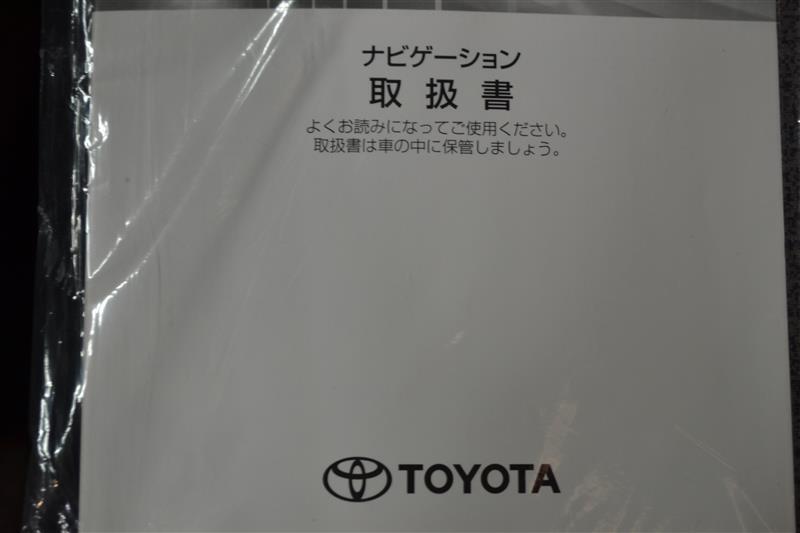 ナビゲーション
取扱書
よくお読みになってご使用ください。
取扱書は車の中に保管しましょう。
TOYOTA